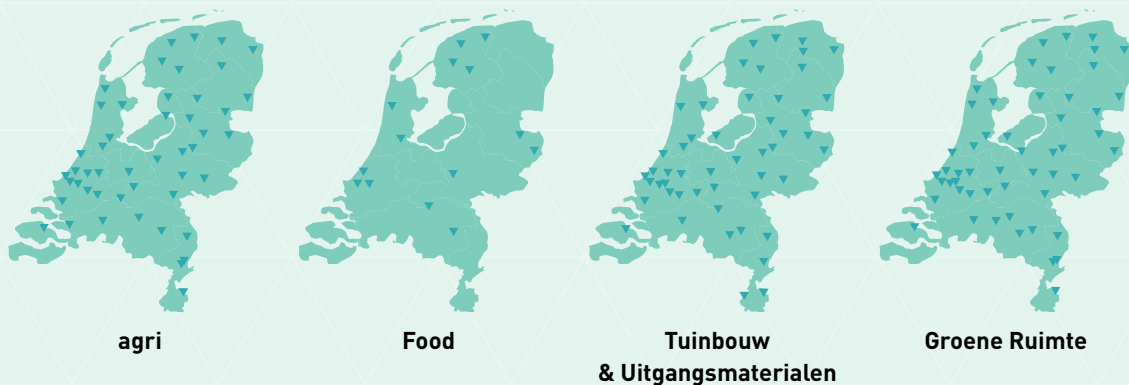 agri
Food
Tuinbouw
& Uitgangsmaterialen
Groene Ruimte